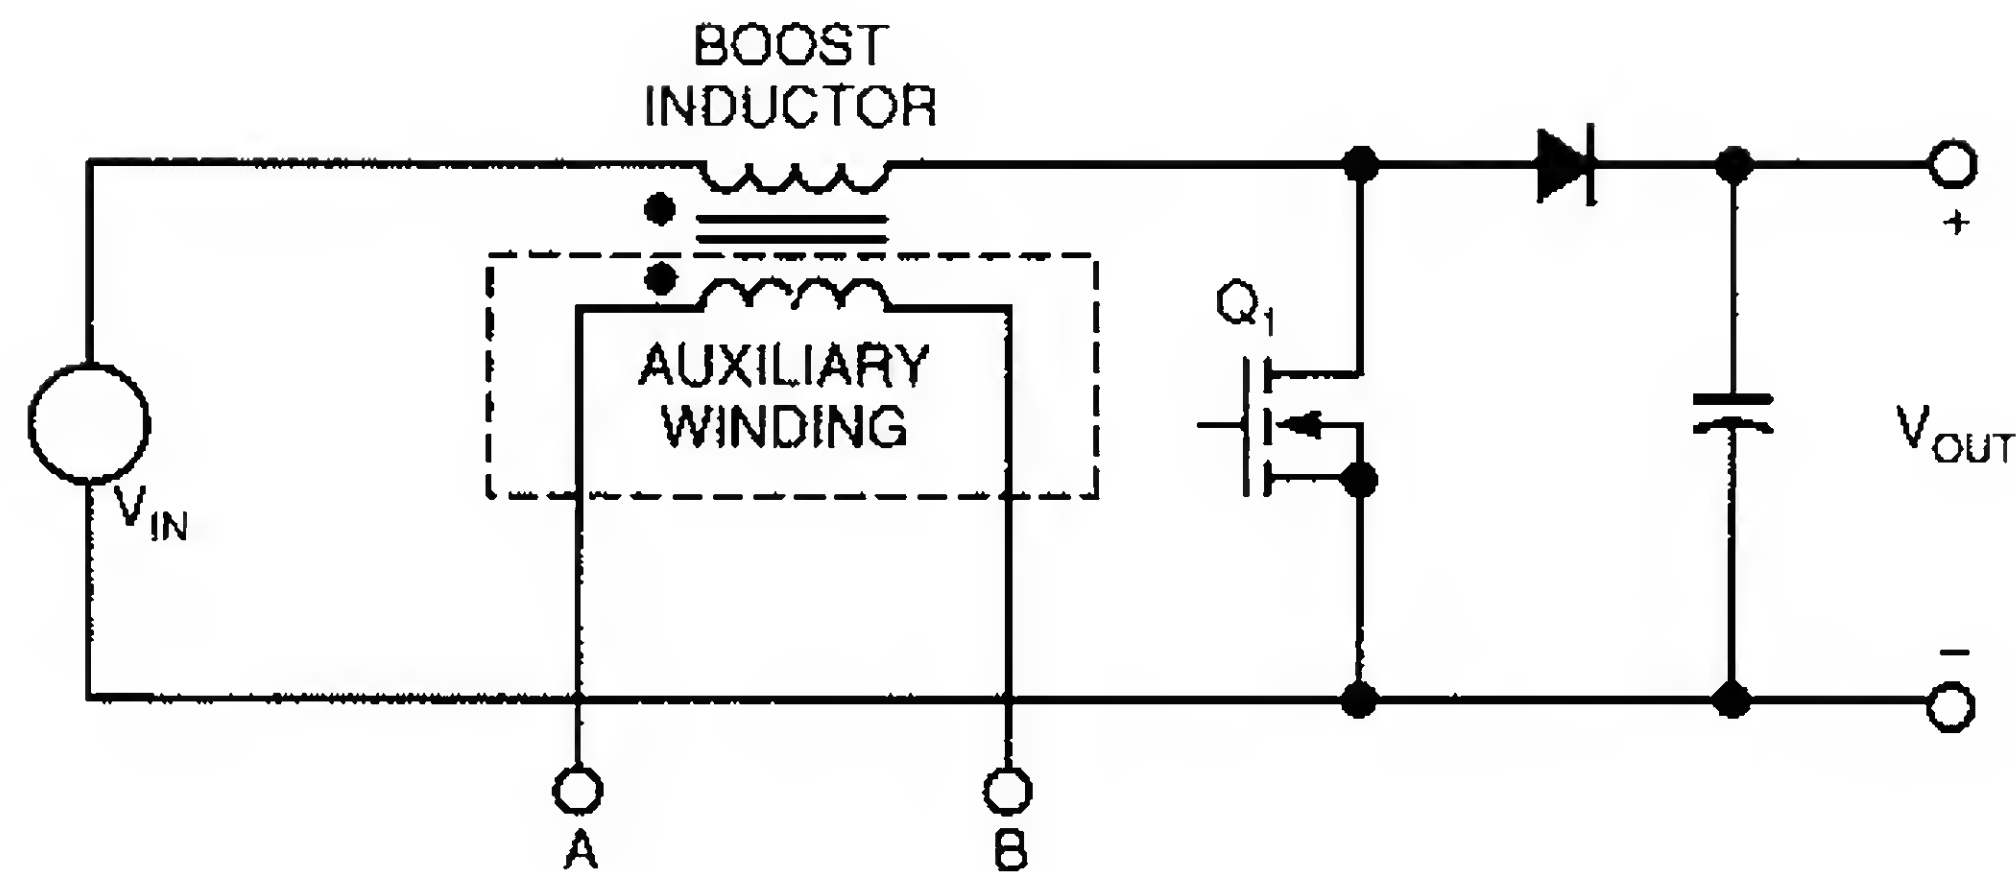 BOOST
INDUCTOR
+
Q1
AUXILIARY
WINDING
VOUT
VIN
−
A
B